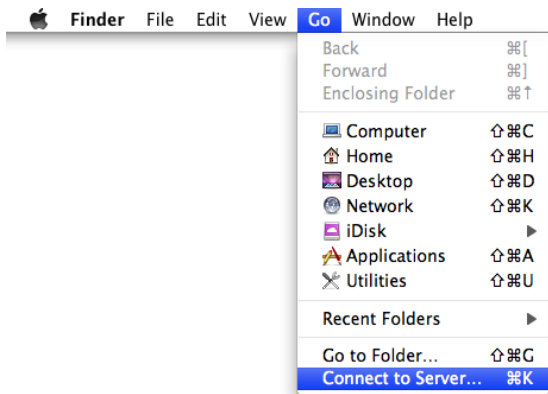 Finder File Edit View Go Window Help
Back ⌘[
Forward ⌘]
Enclosing Folder ⌘↑
Computer ⇧⌘C
Home ⇧⌘H
Desktop ⇧⌘D
Network ⇧⌘K
iDisk
Applications ⇧⌘A
Utilities ⇧⌘U
Recent Folders
Go to Folder... ⇧⌘G
Connect to Server... ⌘K